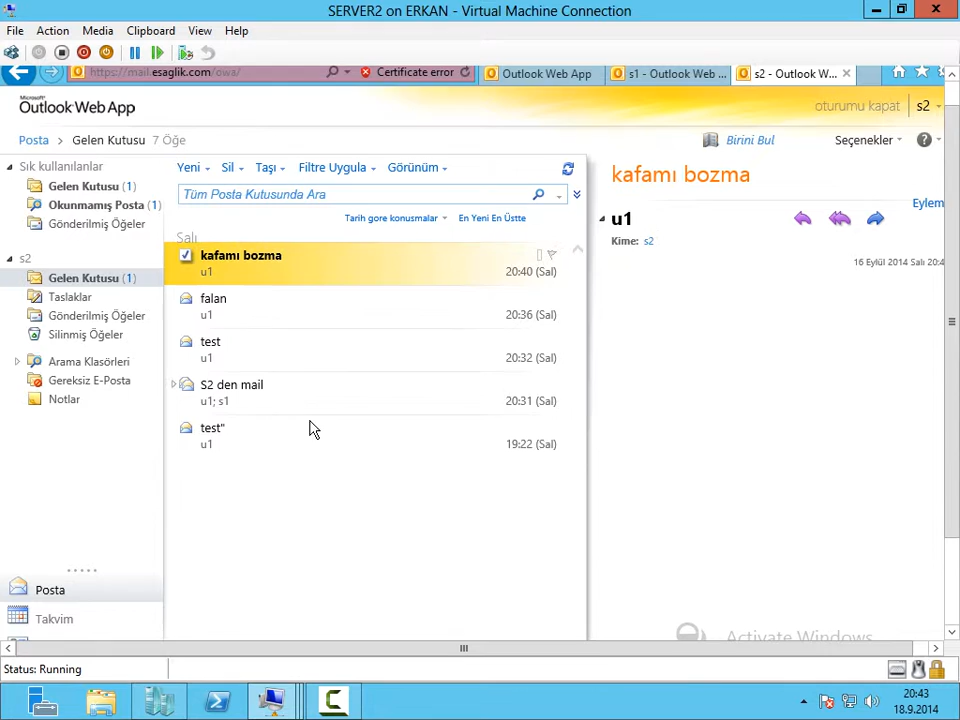 SERVER2 on ERKAN - Virtual Machine Connection
File Action Media Clipboard View Help
https://mail.esaglik.com/owa/
Certificate error
Outlook Web App
s1 - Outlook Web ...
s2 - Outlook W...
Microsoft
Outlook Web App
oturumu kapat
s2
Posta > Gelen Kutusu 7 Öğe
Birini Bul
Seçenekler
Sık kullanılanlar
Gelen Kutusu (1)
Okunmamış Posta (1)
Gönderilmiş Öğeler
s2
Gelen Kutusu (1)
Taslaklar
Gönderilmiş Öğeler
Silinmiş Öğeler
Arama Klasörleri
Gereksiz E-Posta
Notlar
Posta
Takvim
Yeni Sil Taşı Filtre Uygula Görünüm
Tüm Posta Kutusunda Ara
Tarih gore konusmalar
En Yeni En Üstte
Salı
kafamı bozma
u1 20:40 (Sal)
falan
u1 20:36 (Sal)
test
u1 20:32 (Sal)
S2 den mail
u1; s1 20:31 (Sal)
test"
u1 19:22 (Sal)
kafamı bozma
Eylem
u1
Kime: s2
16 Eylül 2014 Salı 20:4
Activate Windows
Status: Running
20:43
18.9.2014